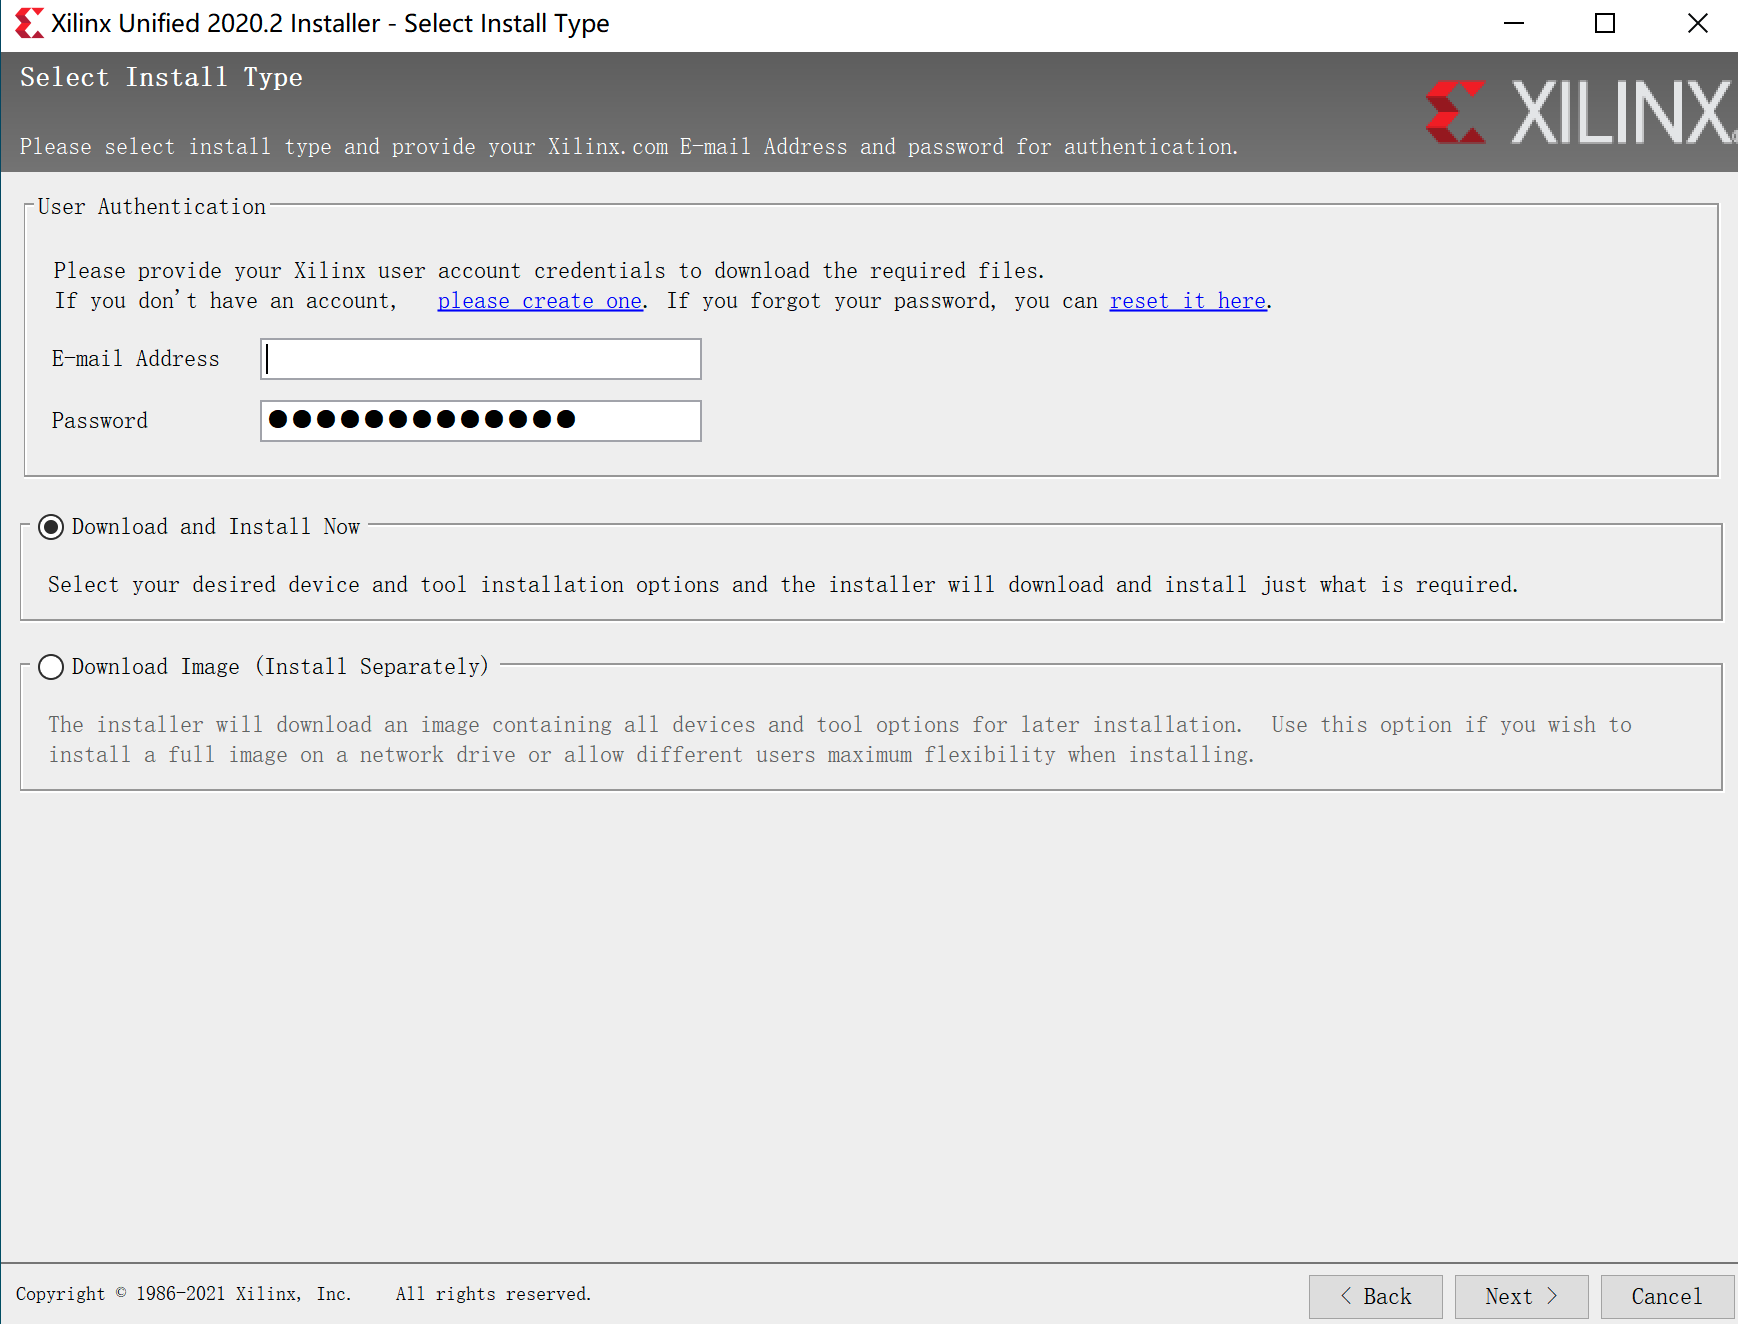 Xilinx Unified 2020.2 Installer - Select Install Type
Select Install Type
XILINX
Please select install type and provide your Xilinx.com E-mail Address and password for authentication.
User Authentication
Please provide your Xilinx user account credentials to download the required files.
If you don't have an account, please create one. If you forgot your password, you can reset it here.
E-mail Address
Password
Download and Install Now
Select your desired device and tool installation options and the installer will download and install just what is required.
Download Image (Install Separately)
The installer will download an image containing all devices and tool options for later installation. Use this option if you wish to
install a full image on a network drive or allow different users maximum flexibility when installing.
Copyright © 1986-2021 Xilinx, Inc. All rights reserved.
< Back Next > Cancel